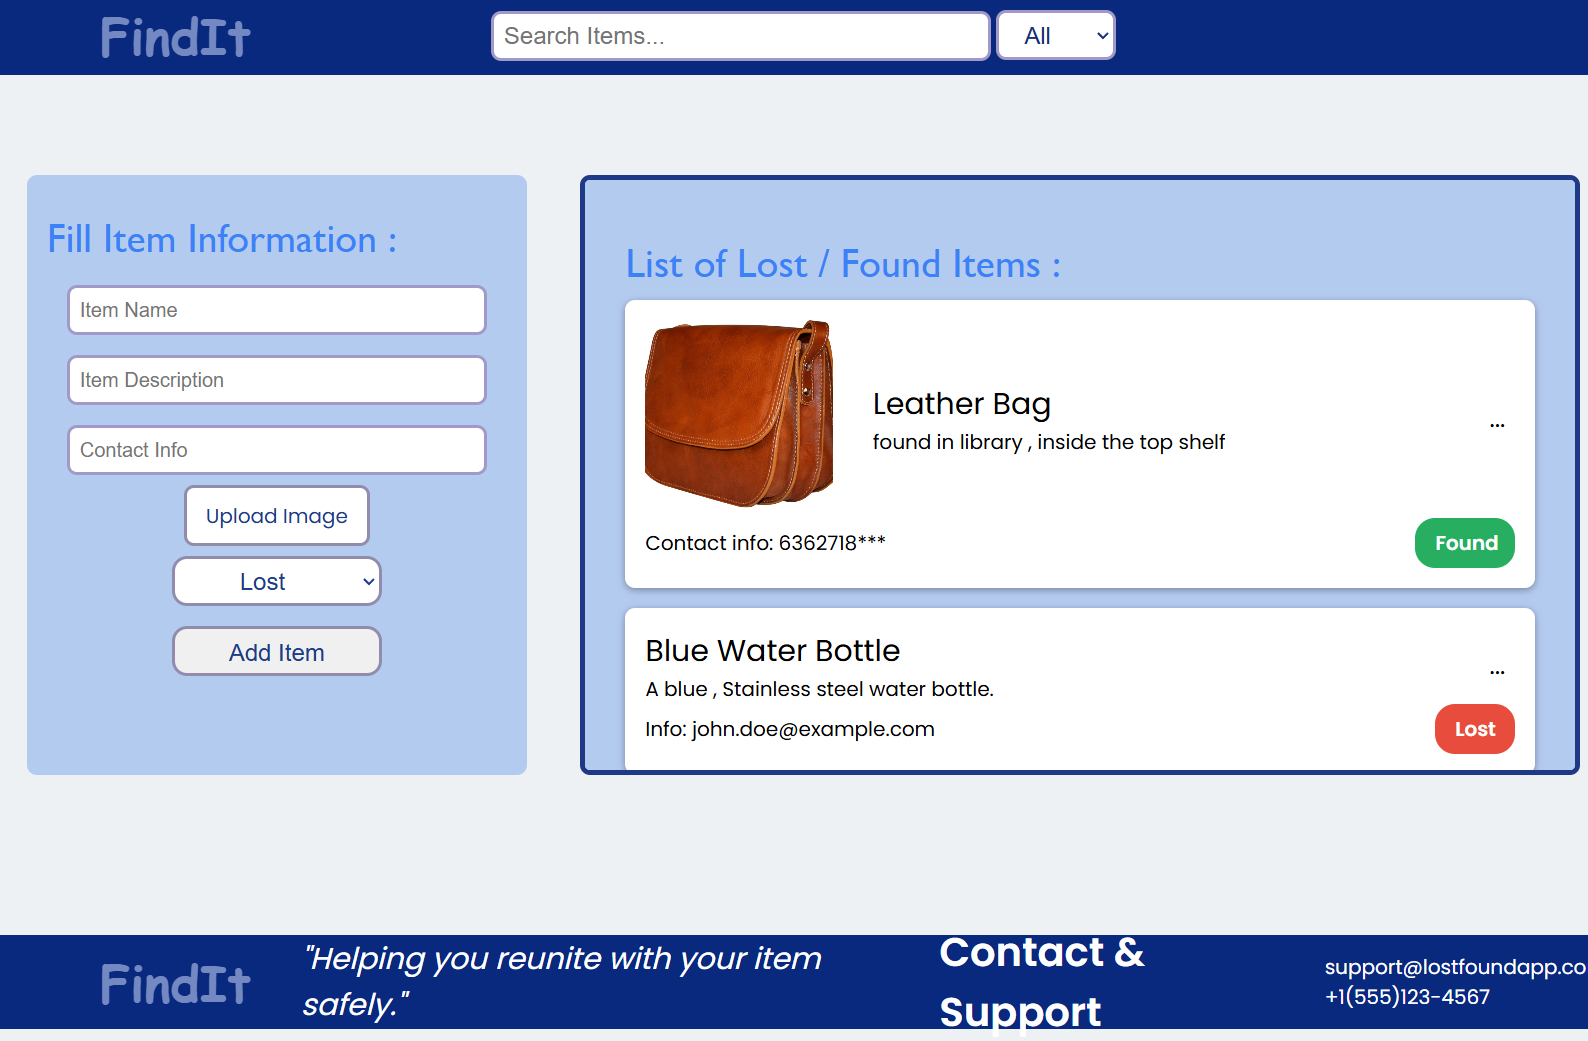 FindIt
Search Items...
All
Fill Item Information :
Item Name
Item Description
Contact Info
Upload Image
Lost
Add Item
List of Lost / Found Items :
Leather Bag
found in library , inside the top shelf
...
Contact info: 6362718***
Found
Blue Water Bottle
A blue , Stainless steel water bottle.
...
Info: john.doe@example.com
Lost
FindIt
"Helping you reunite with your item
safely."
Contact &
Support
support@lostfoundapp.co
+1(555)123-4567